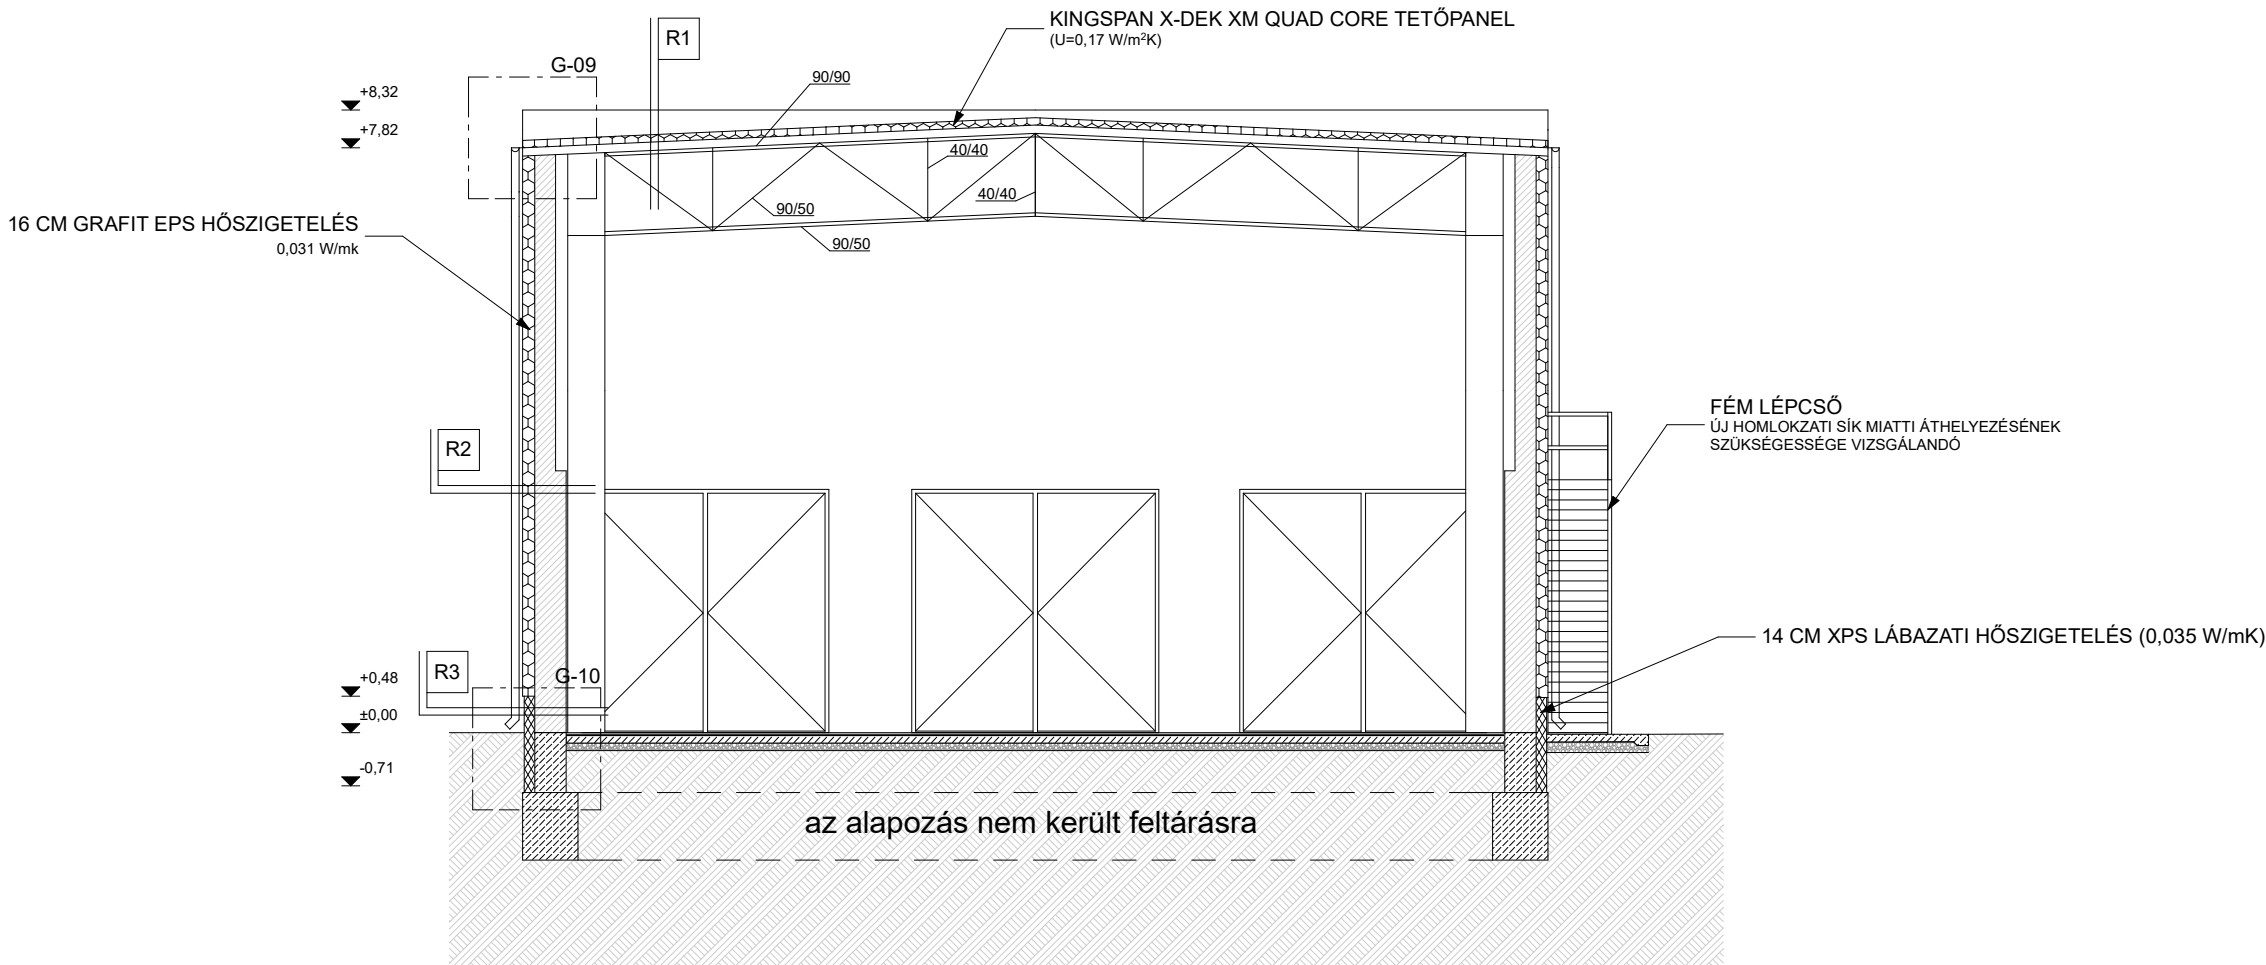 KINGSPAN X-DEK XM QUAD CORE TETŐPANEL
(U=0,17 W/m²K)
R1
G-09
90/90
+8,32
+7,82
40/40
40/40
90/50
90/50
16 CM GRAFIT EPS HŐSZIGETELÉS
0,031 W/mk
FÉM LÉPCSŐ
ÚJ HOMLOKZATI SÍK MIATTI ÁTHELYEZÉSÉNEK
SZÜKSÉGESSÉGE VIZSGÁLANDÓ
R2
14 CM XPS LÁBAZATI HŐSZIGETELÉS (0,035 W/mK)
R3
G-10
+0,48
±0,00
-0,71
az alapozás nem került feltárásra